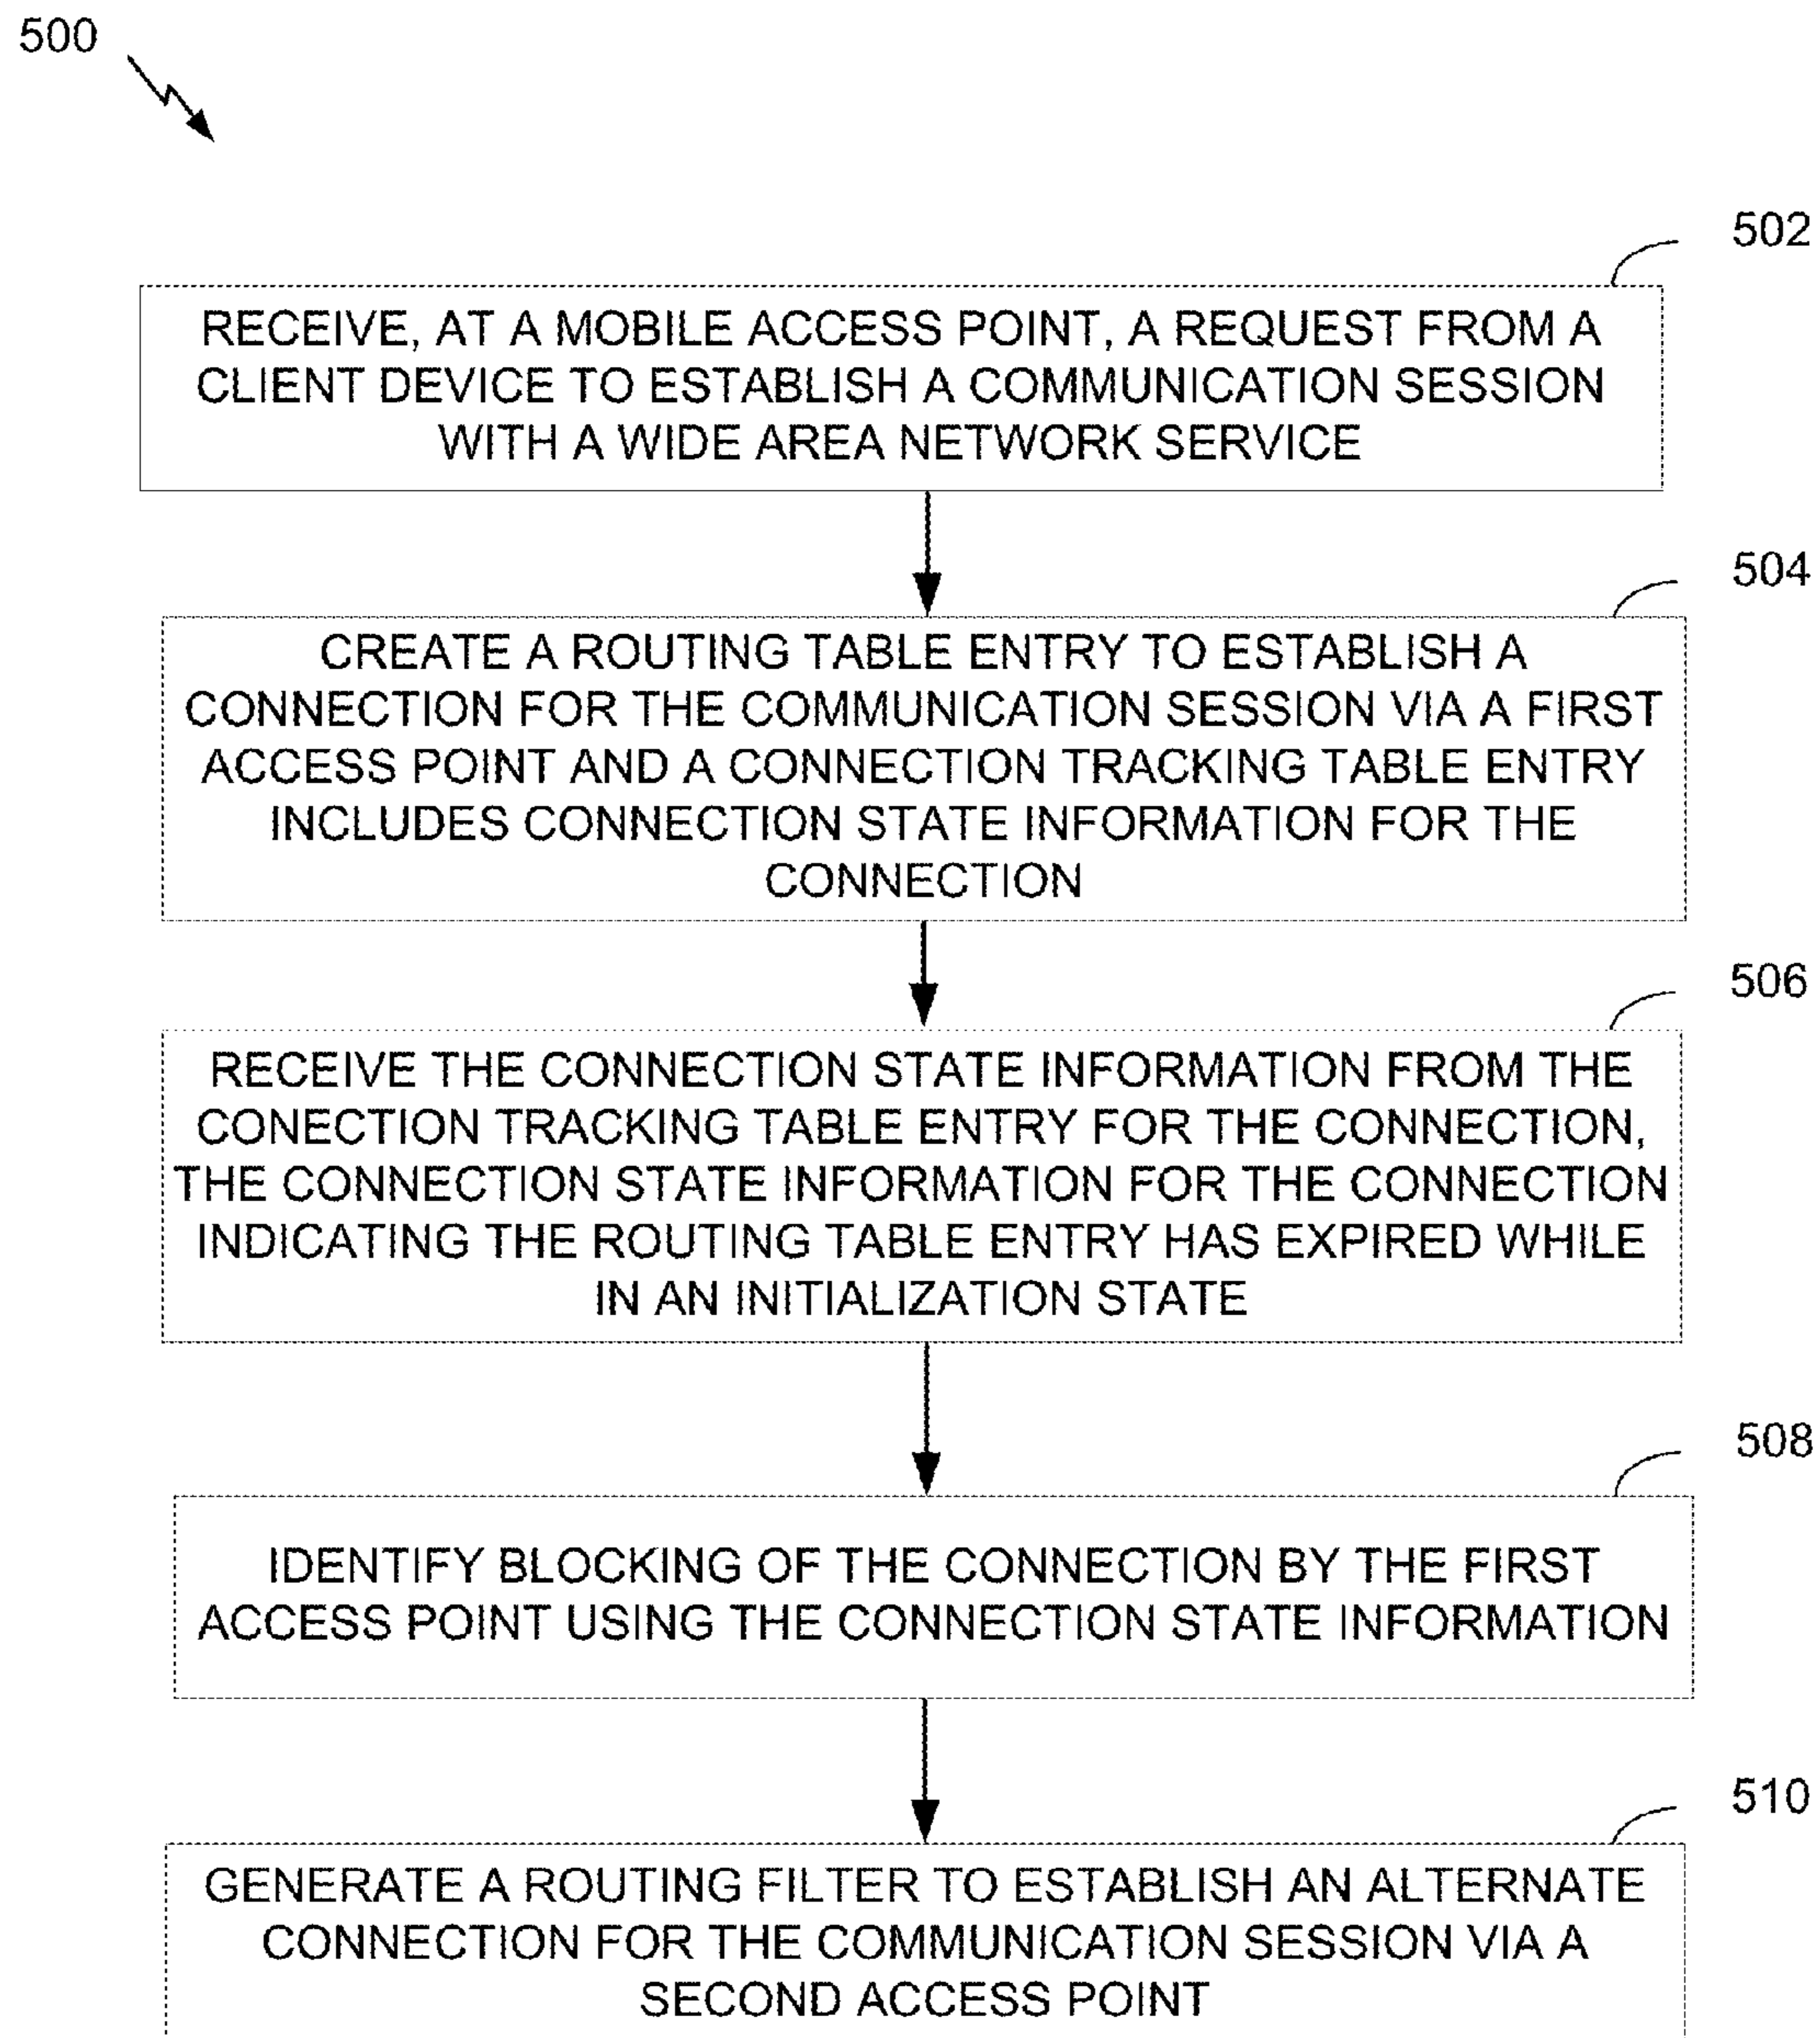 500
502
RECEIVE, AT A MOBILE ACCESS POINT, A REQUEST FROM A
CLIENT DEVICE TO ESTABLISH A COMMUNICATION SESSION
WITH A WIDE AREA NETWORK SERVICE
504
CREATE A ROUTING TABLE ENTRY TO ESTABLISH A
CONNECTION FOR THE COMMUNICATION SESSION VIA A FIRST
ACCESS POINT AND A CONNECTION TRACKING TABLE ENTRY
INCLUDES CONNECTION STATE INFORMATION FOR THE
CONNECTION
506
RECEIVE THE CONNECTION STATE INFORMATION FROM THE
CONECTION TRACKING TABLE ENTRY FOR THE CONNECTION,
THE CONNECTION STATE INFORMATION FOR THE CONNECTION
INDICATING THE ROUTING TABLE ENTRY HAS EXPIRED WHILE
IN AN INITIALIZATION STATE
508
IDENTIFY BLOCKING OF THE CONNECTION BY THE FIRST
ACCESS POINT USING THE CONNECTION STATE INFORMATION
510
GENERATE A ROUTING FILTER TO ESTABLISH AN ALTERNATE
CONNECTION FOR THE COMMUNICATION SESSION VIA A
SECOND ACCESS POINT